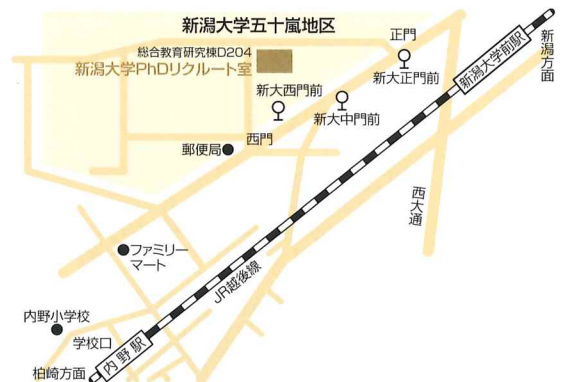 新潟大学五十嵐地区
総合教育研究棟D204
新潟大学PhDリクルート室
正門
新大正門前
新潟大学前駅
新潟方面
新大西門前
新大中門前
西門
郵便局
西大通
ファミリー
マート
JR越後線
内野小学校
学校口
内野駅
柏崎方面